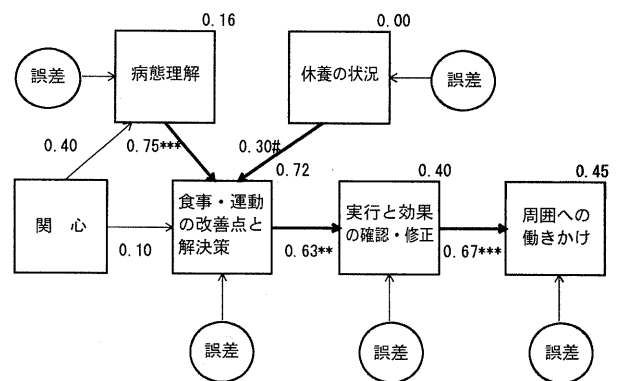 0.16
0.00
誤差
病態理解
休養の状況
誤差
0.40
0.75***
0.30#
0.72
0.40
0.45
関 心
食事・運動
の改善点と
解決策
実行と効果
の確認・修正
周囲への
働きかけ
0.10
0.63**
0.67***
誤差
誤差
誤差